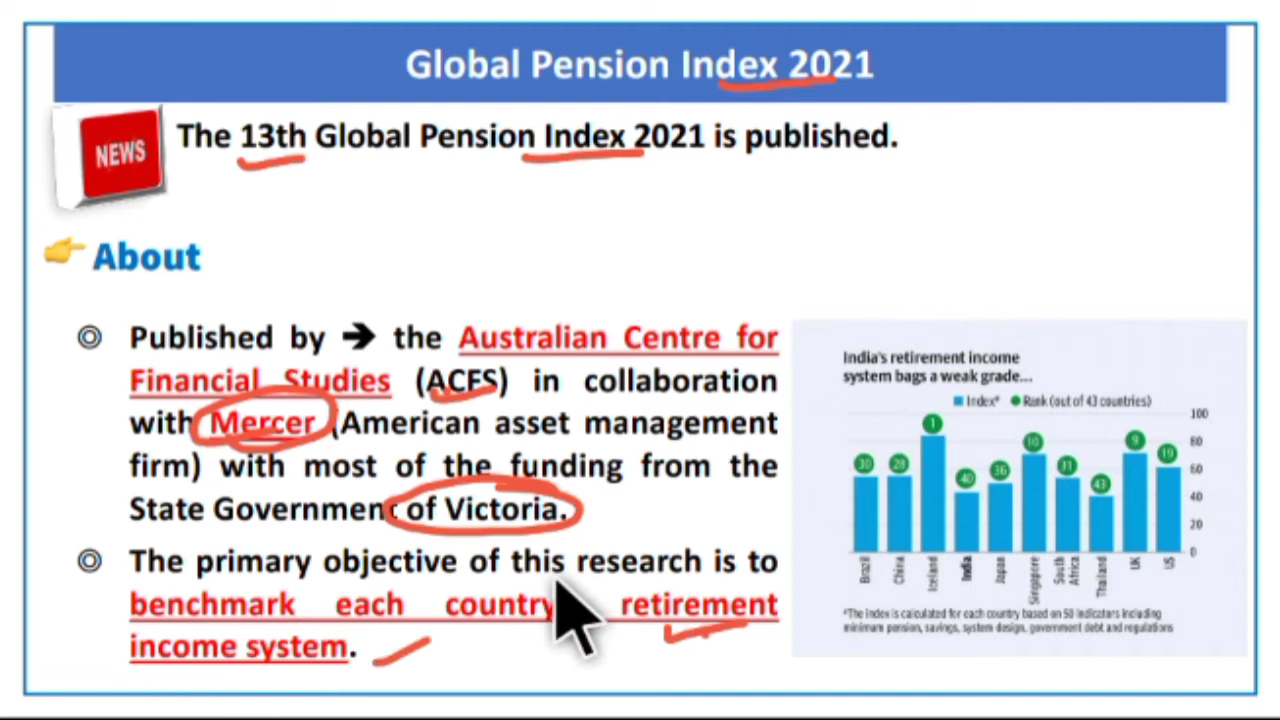 Global Pension Index 2021
NEWS
The 13th Global Pension Index 2021 is published.
About
Published by ➔ the Australian Centre for
Financial Studies (ACFS) in collaboration
with Mercer (American asset management
firm) with most of the funding from the
State Government of Victoria.
The primary objective of this research is to
benchmark each country retirement
income system.
India's retirement income
system bags a weak grade...
Index* Rank (out of 43 countries)
100
80
60
40
20
0
30 28 1 40 36 10 43 9 19
Brazil China Iceland India Japan Singapore South Africa Thailand UK US
*The index is calculated for each country based on 50 indicators including
minimum pension, savings, system design, government debt and regulations